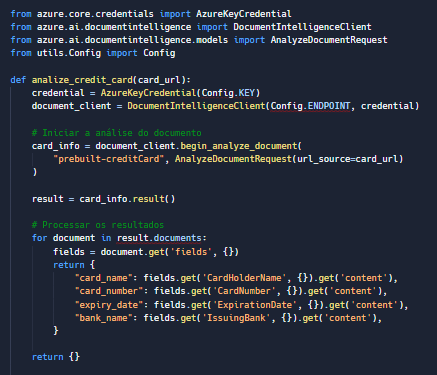 from azure.core.credentials import AzureKeyCredential
from azure.ai.documentintelligence import DocumentIntelligenceClient
from azure.ai.documentintelligence.models import AnalyzeDocumentRequest
from utils.Config import Config

def analize_credit_card(card_url):
    credential = AzureKeyCredential(Config.KEY)
    document_client = DocumentIntelligenceClient(Config.ENDPOINT, credential)

    # Iniciar a análise do documento
    card_info = document_client.begin_analyze_document(
        "prebuilt-creditCard", AnalyzeDocumentRequest(url_source=card_url)
    )

    result = card_info.result()

    # Processar os resultados
    for document in result.documents:
        fields = document.get('fields', {})
        return {
            "card_name": fields.get('CardHolderName', {}).get('content'),
            "card_number": fields.get('CardNumber', {}).get('content'),
            "expiry_date": fields.get('ExpirationDate', {}).get('content'),
            "bank_name": fields.get('IssuingBank', {}).get('content'),
        }

    return {}